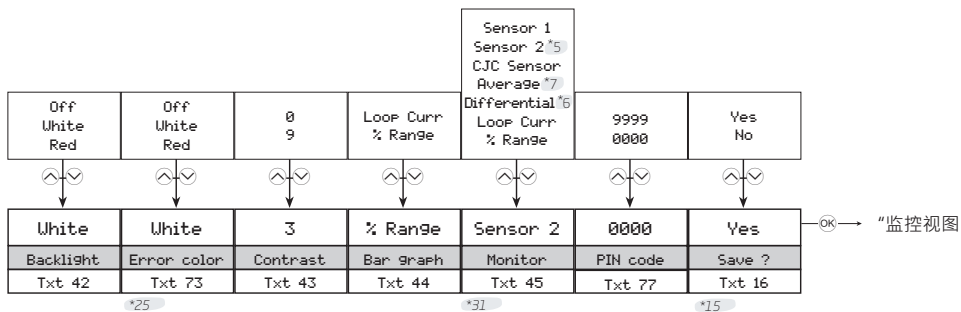 Sensor 1
Sensor 2 *5
CJC Sensor
Average *7
Differential *6
Loop Curr
% Range
Off
White
Red
Off
White
Red
0
9
Loop Curr
% Range
9999
0000
Yes
No
White
White
3
% Range
Sensor 2
0000
Yes
OK
“监控视图
Backlight
Error color
Contrast
Bar graph
Monitor
PIN code
Save ?
Txt 42
Txt 73
Txt 43
Txt 44
Txt 45
Txt 77
Txt 16
*25
*31
*15